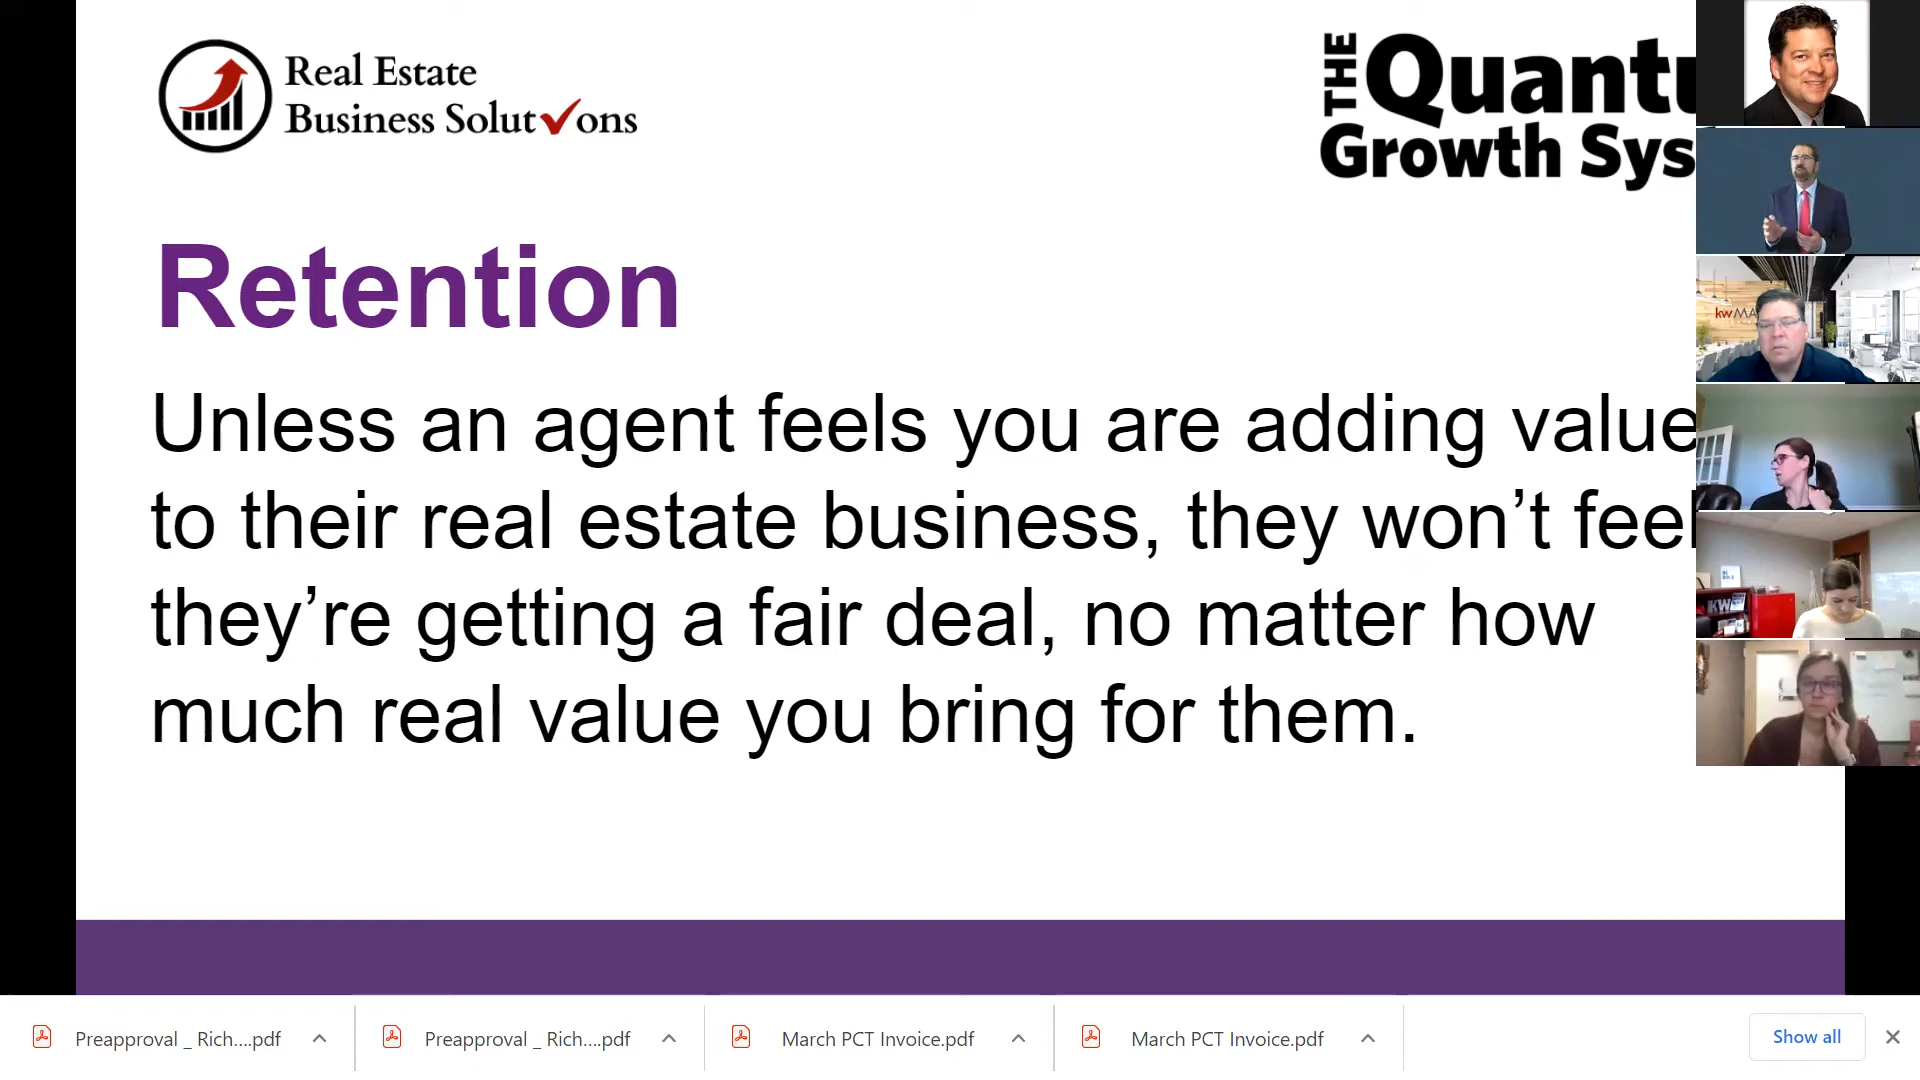 Real Estate
Business Solut ons
THE
Quantu
Growth Sys
Retention
Unless an agent feels you are adding value
to their real estate business, they won’t feel
they’re getting a fair deal, no matter how
much real value you bring for them.
kwMA
KW
Preapproval _ Rich....pdf
Preapproval _ Rich....pdf
March PCT Invoice.pdf
March PCT Invoice.pdf
Show all